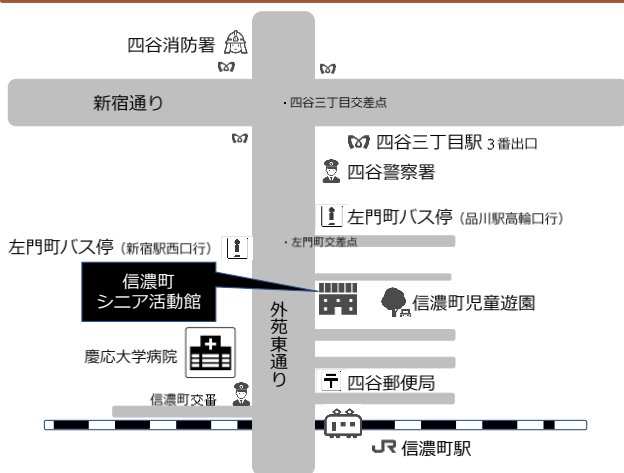 四谷消防署
新宿通り
・四谷三丁目交差点
四谷三丁目駅 3番出口
四谷警察署
左門町バス停 (品川駅高輪口行)
左門町バス停 (新宿駅西口行)
・左門町交差点
信濃町
シニア活動館
信濃町児童遊園
外苑東通り
慶応大学病院
〒 四谷郵便局
信濃町交番
JR 信濃町駅